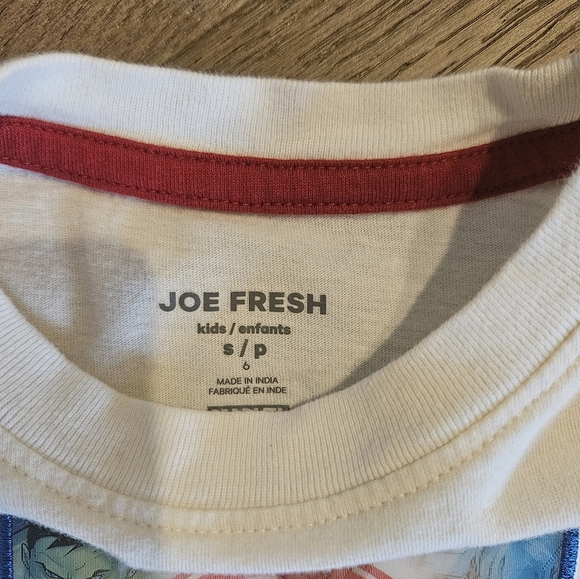 JOE FRESH
kids / enfants
s / p
6
MADE IN INDIA
FABRIQUÉ EN INDE